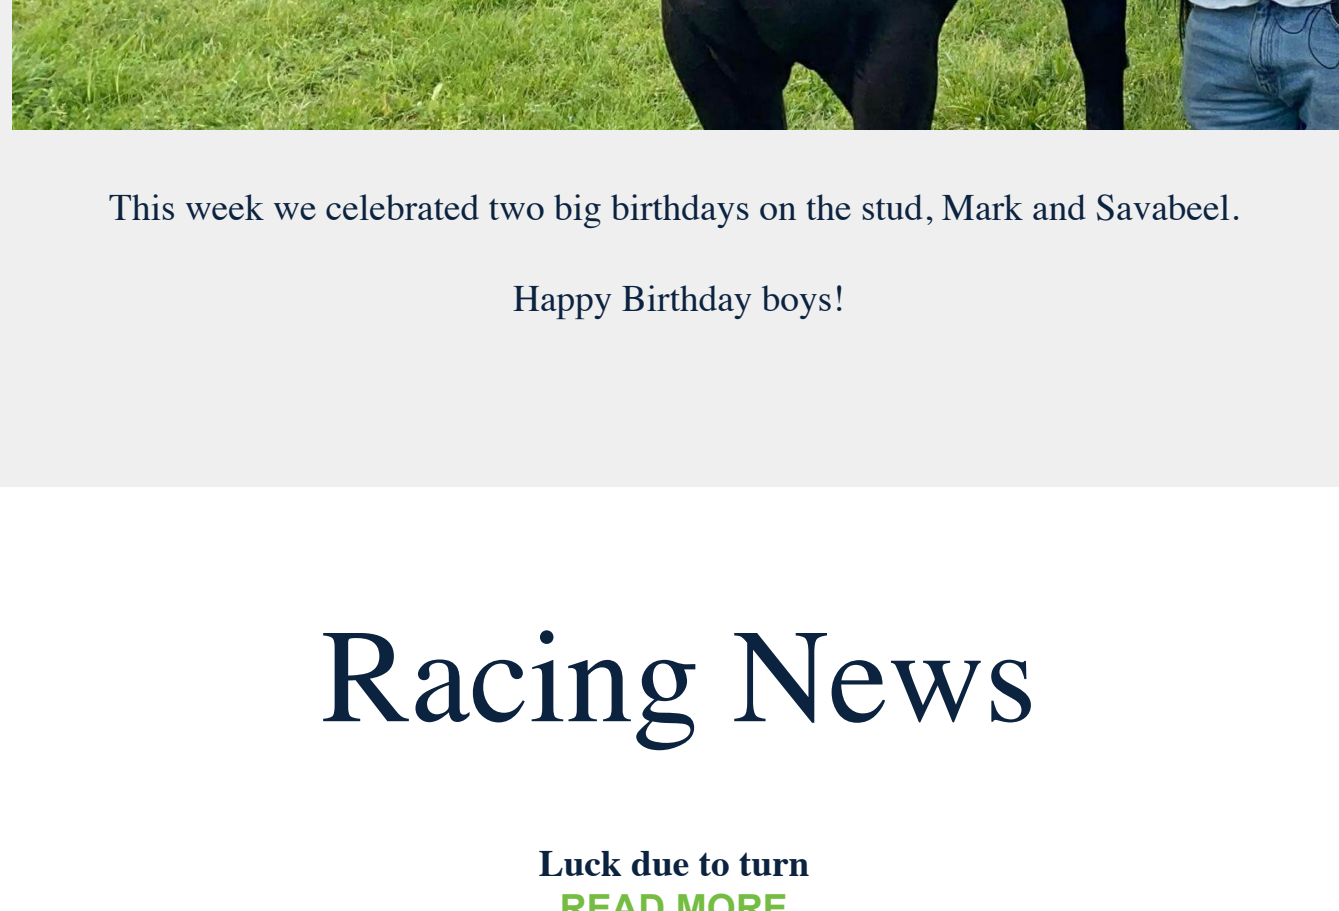 This week we celebrated two big birthdays on the stud, Mark and Savabeel.
Happy Birthday boys!
Racing News
Luck due to turn
READ MORE